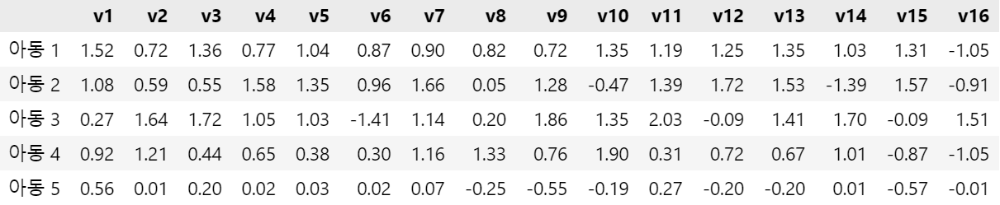 v1 v2 v3 v4 v5 v6 v7 v8 v9 v10 v11 v12 v13 v14 v15 v16
아동 1 1.52 0.72 1.36 0.77 1.04 0.87 0.90 0.82 0.72 1.35 1.19 1.25 1.35 1.03 1.31 -1.05
아동 2 1.08 0.59 0.55 1.58 1.35 0.96 1.66 0.05 1.28 -0.47 1.39 1.72 1.53 -1.39 1.57 -0.91
아동 3 0.27 1.64 1.72 1.05 1.03 -1.41 1.14 0.20 1.86 1.35 2.03 -0.09 1.41 1.70 -0.09 1.51
아동 4 0.92 1.21 0.44 0.65 0.38 0.30 1.16 1.33 0.76 1.90 0.31 0.72 0.67 1.01 -0.87 -1.05
아동 5 0.56 0.01 0.20 0.02 0.03 0.02 0.07 -0.25 -0.55 -0.19 0.27 -0.20 -0.20 0.01 -0.57 -0.01